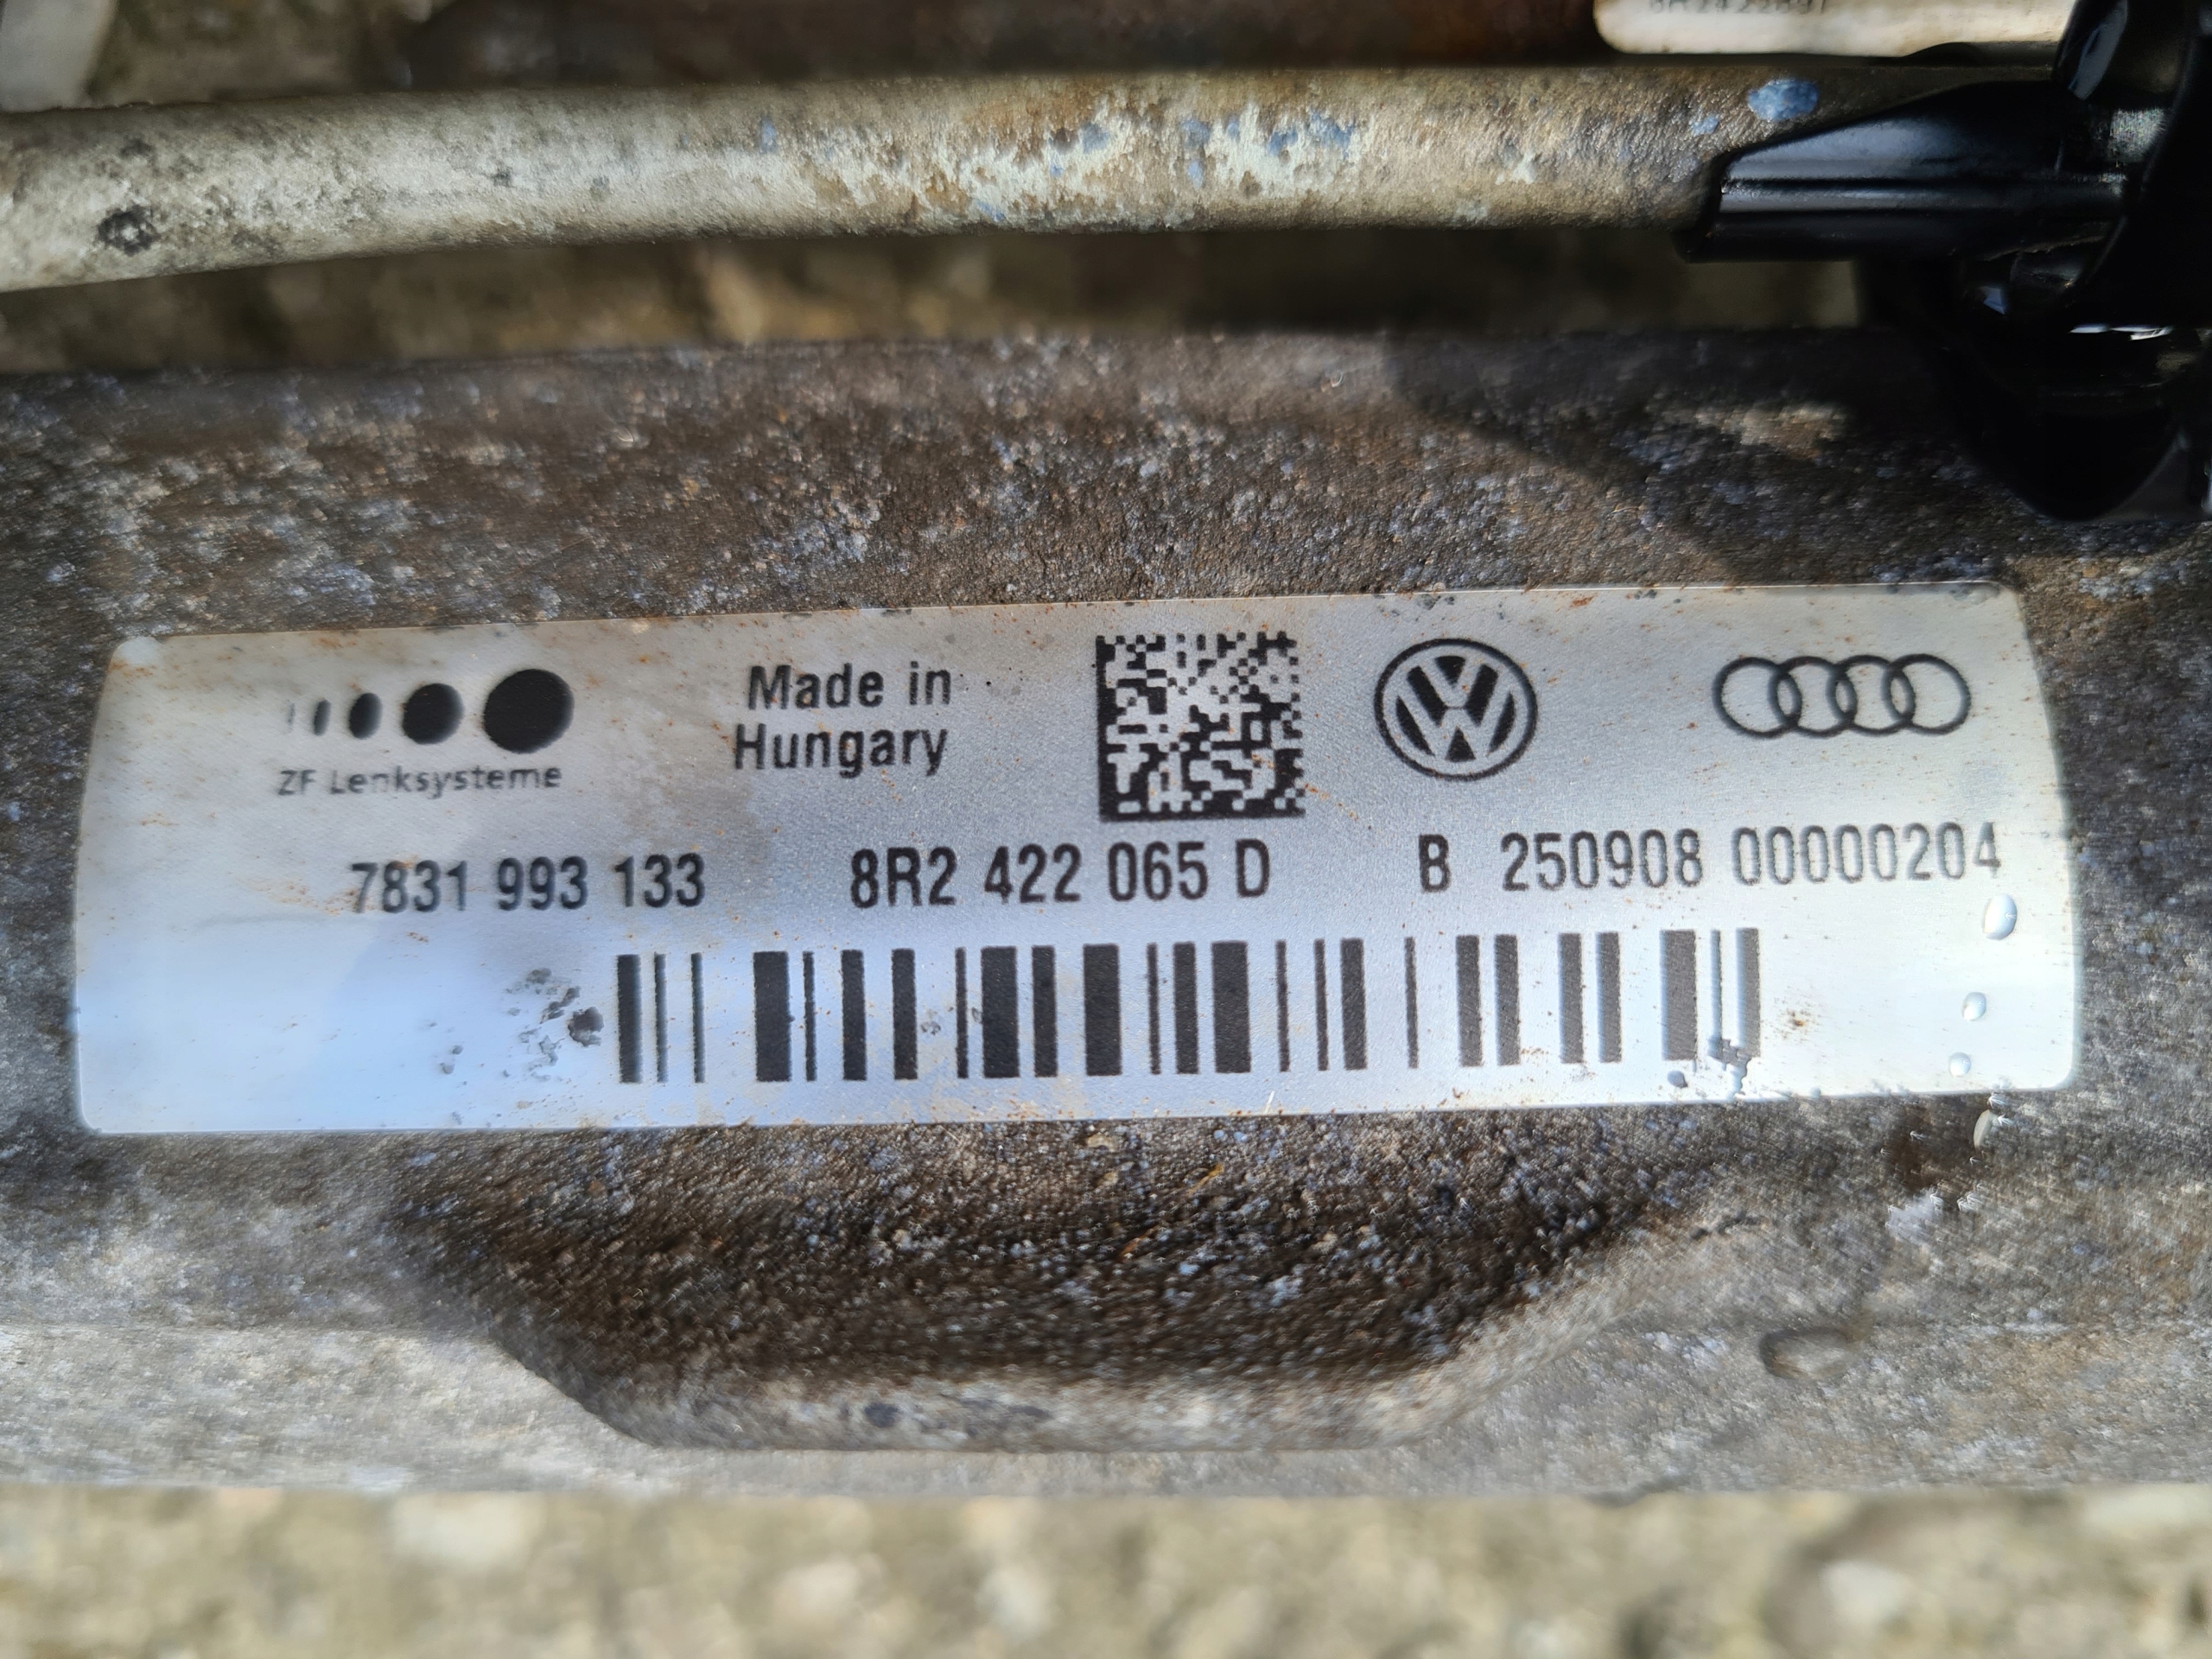 ZF Lenksysteme
Made in
Hungary
7831 993 133 8R2 422 065 D B 250908 00000204